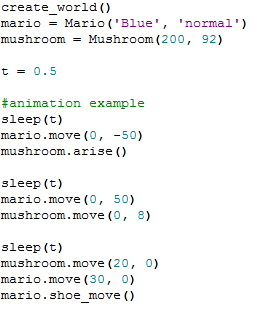 create_world()
mario = Mario('Blue', 'normal')
mushroom = Mushroom(200, 92)
t = 0.5
#animation example
sleep(t)
mario.move(0, -50)
mushroom.arise()
sleep(t)
mario.move(0, 50)
mushroom.move(0, 8)
sleep(t)
mushroom.move(20, 0)
mario.move(30, 0)
mario.shoe_move()